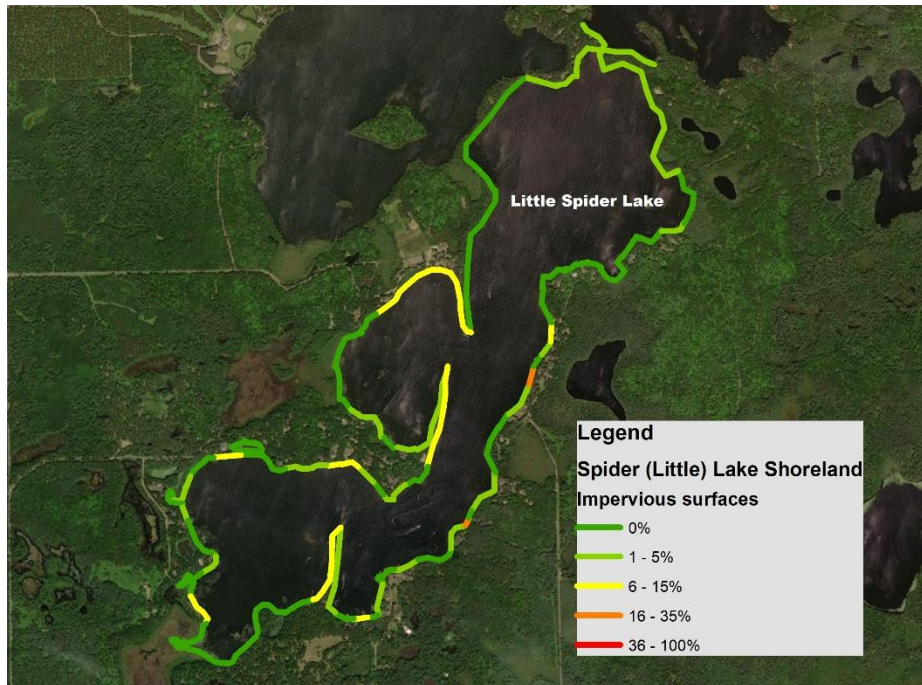 Little Spider Lake
Legend
Spider (Little) Lake Shoreland
Impervious surfaces
0%
1 - 5%
6 - 15%
16 - 35%
36 - 100%